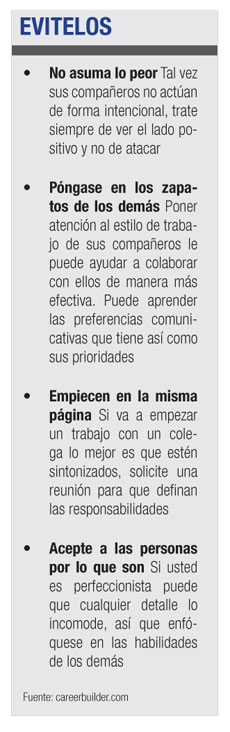 EVITELOS
• No asuma lo peor Tal vez
sus compañeros no actúan
de forma intencional, trate
siempre de ver el lado po-
sitivo y no de atacar
• Póngase en los zapa-
tos de los demás Poner
atención al estilo de traba-
jo de sus compañeros le
puede ayudar a colaborar
con ellos de manera más
efectiva. Puede aprender
las preferencias comuni-
cativas que tiene así como
sus prioridades
• Empiecen en la misma
página Si va a empezar
un trabajo con un cole-
ga lo mejor es que estén
sintonizados, solicite una
reunión para que definan
las responsabilidades
• Acepte a las personas
por lo que son Si usted
es perfeccionista puede
que cualquier detalle lo
incomode, así que enfó-
quese en las habilidades
de los demás
Fuente: careerbuilder.com